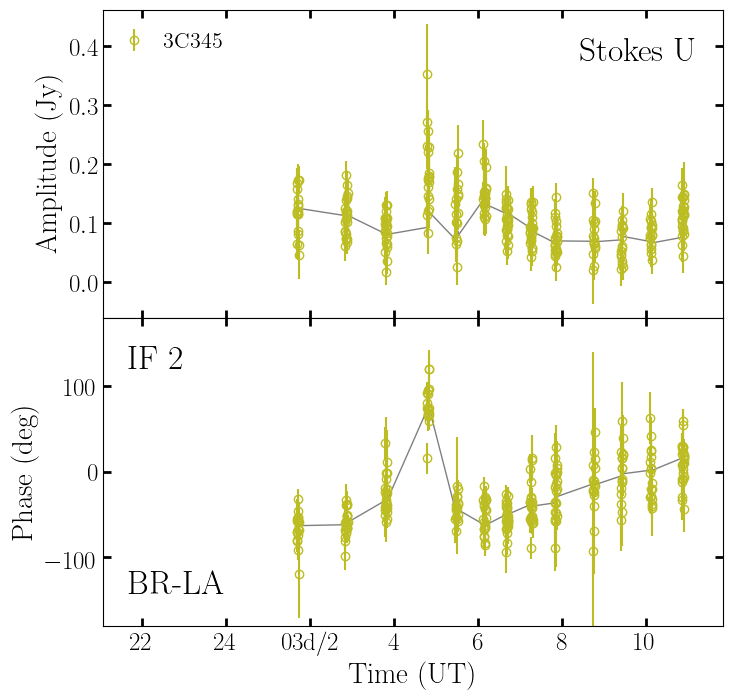 3C345
Stokes U
Amplitude (Jy)
0.4
0.3
0.2
0.1
0.0
IF 2
Phase (deg)
100
0
−100
BR-LA
22 24 03d/2 4 6 8 10
Time (UT)